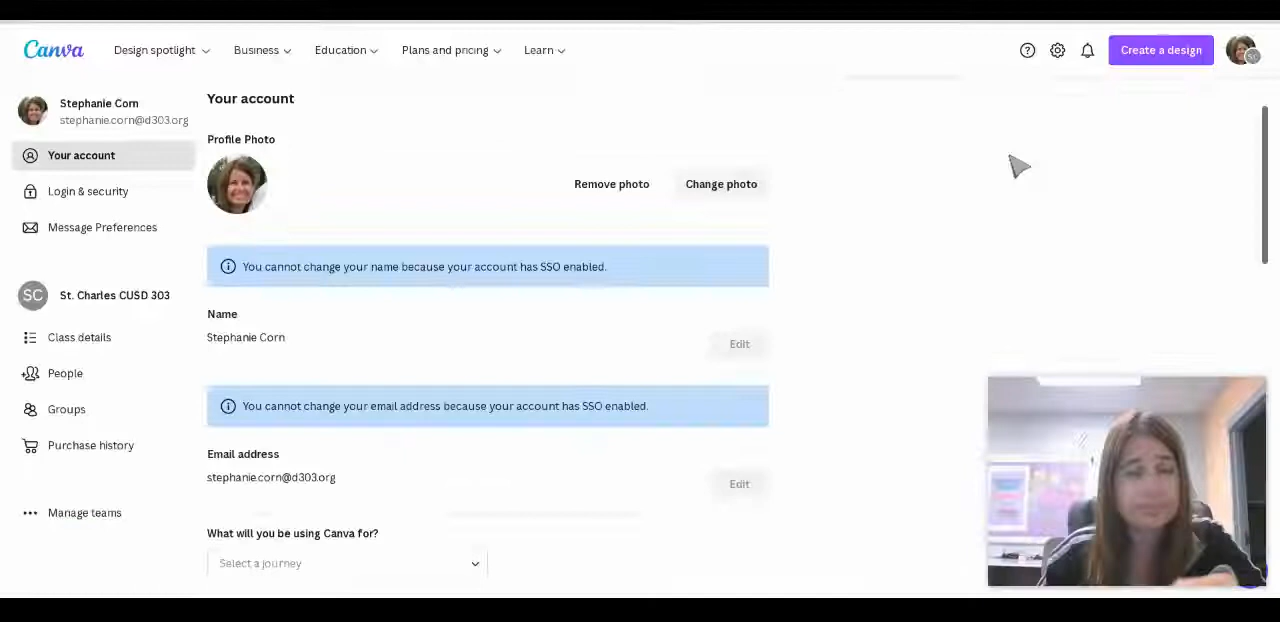 Canva
Design spotlight
Business
Education
Plans and pricing
Learn
Create a design
SC
Stephanie Corn
stephanie.corn@d303.org
Your account
Login & security
Message Preferences
SC
St. Charles CUSD 303
Class details
People
Groups
Purchase history
Manage teams
Your account
Profile Photo
Remove photo
Change photo
You cannot change your name because your account has SSO enabled.
Name
Stephanie Corn
Edit
You cannot change your email address because your account has SSO enabled.
Email address
stephanie.corn@d303.org
Edit
What will you be using Canva for?
Select a journey